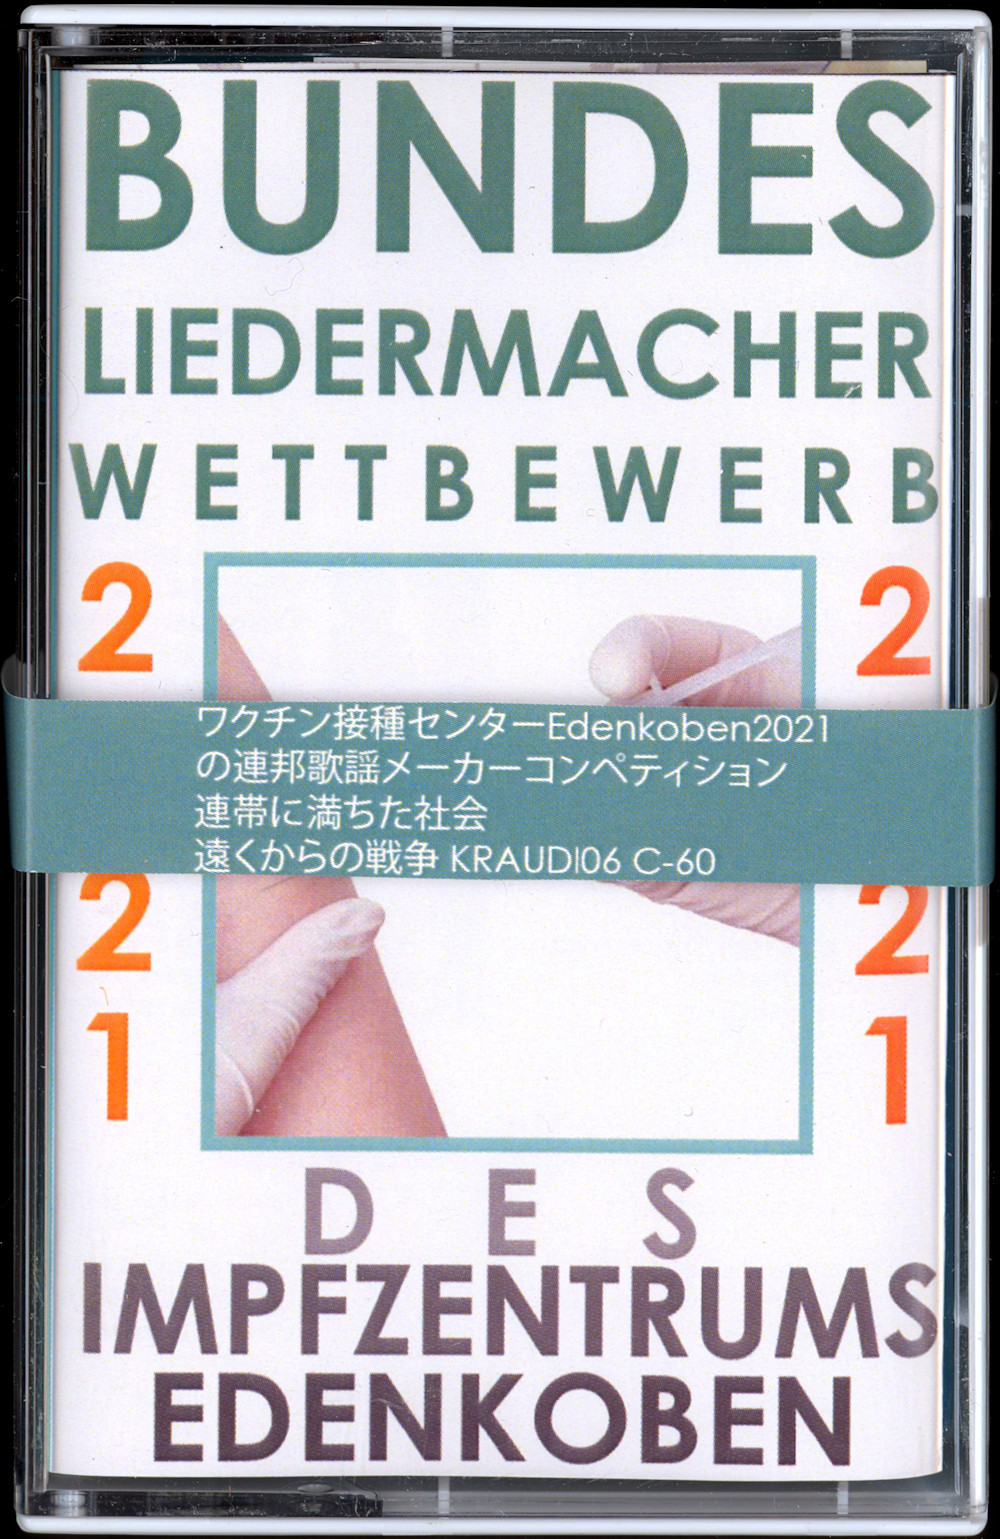 BUNDES
LIEDERMACHER
WETTBEWERB
2 2
ワクチン接種センターEdenkoben2021
の連邦歌謡メーカーコンペティション
連帯に満ちた社会
遠くからの戦争 KRAUDI06 C-60
2 2
1 1
DES
IMPFZENTRUMS
EDENKOBEN